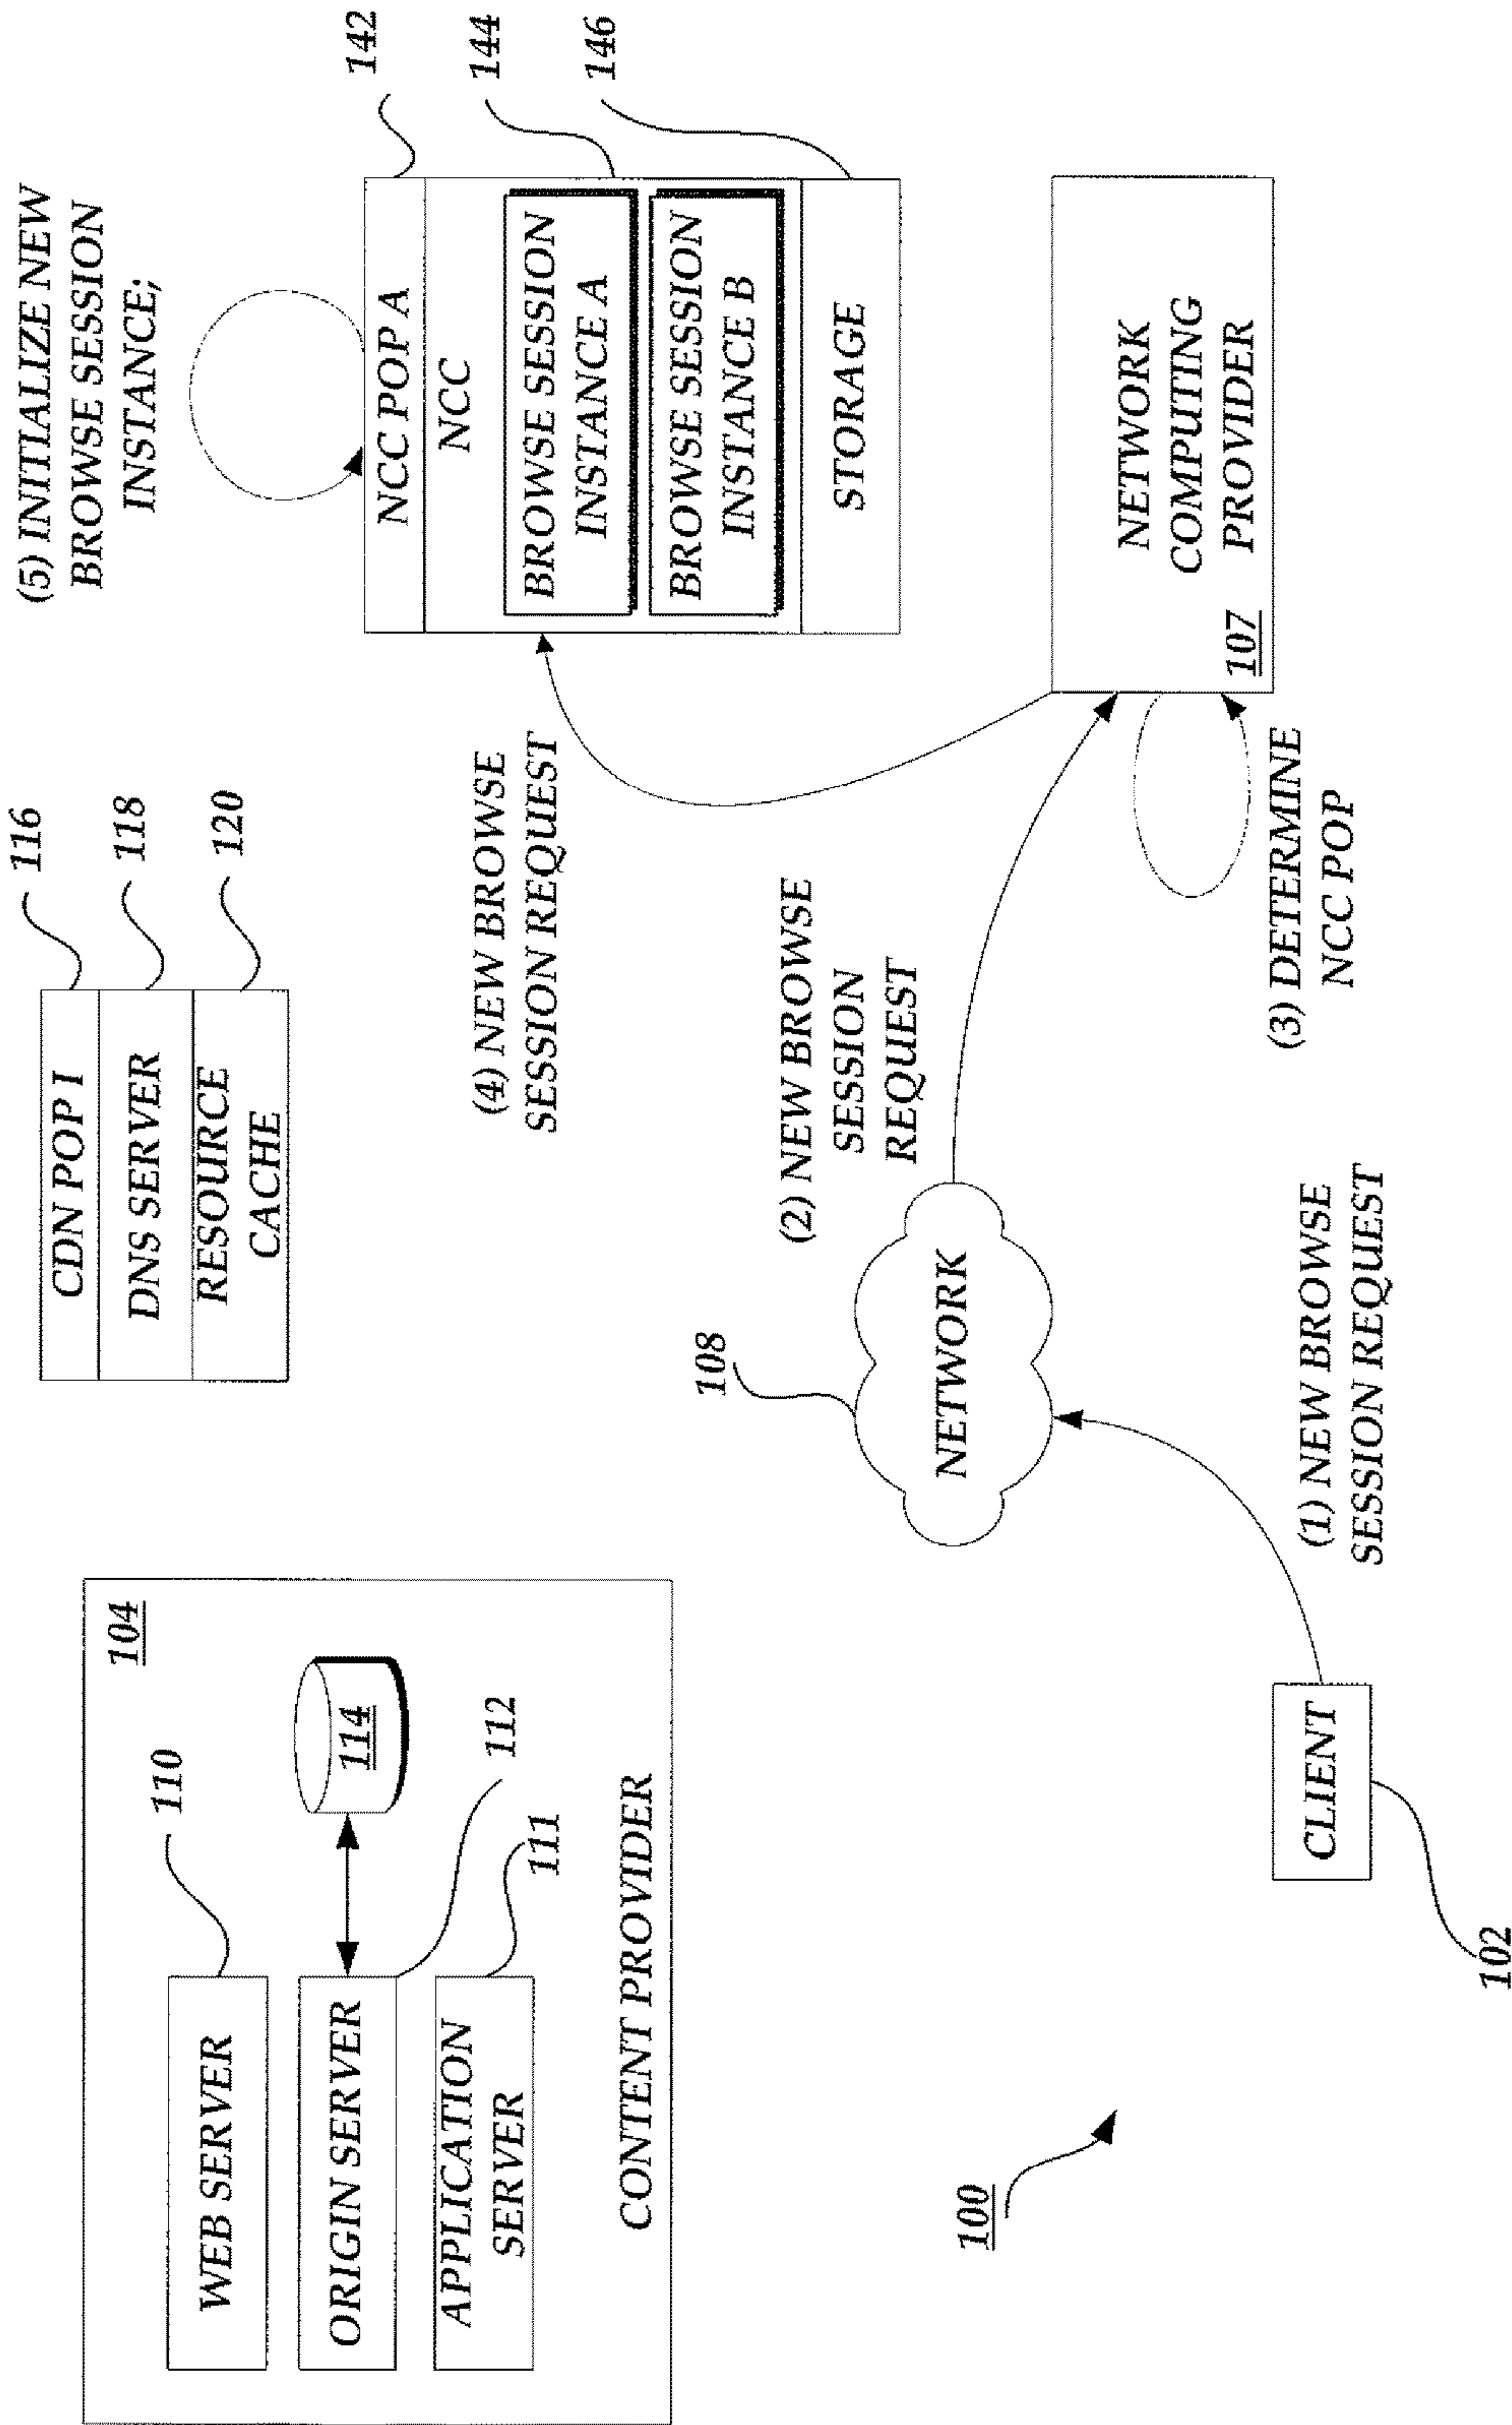 104
WEB SERVER
110
ORIGIN SERVER
114
112
APPLICATION
SERVER
111
CONTENT PROVIDER
CDN POP I
116
DNS SERVER
118
RESOURCE
CACHE
120
(5) INITIALIZE NEW
BROWSE SESSION
INSTANCE;
NCC POP A
142
NCC
144
BROWSE SESSION
INSTANCE A
BROWSE SESSION
INSTANCE B
STORAGE
146
(4) NEW BROWSE
SESSION REQUEST
108
NETWORK
(2) NEW BROWSE
SESSION
REQUEST
NETWORK
COMPUTING
PROVIDER
107
(3) DETERMINE
NCC POP
(1) NEW BROWSE
SESSION REQUEST
CLIENT
102
100